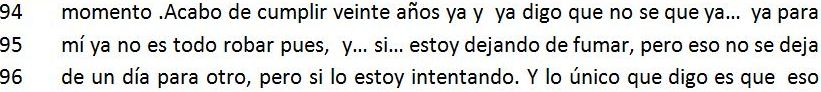 94 momento .Acabo de cumplir veinte años ya y ya digo que no se que ya... ya para
95 mí ya no es todo robar pues, y... si... estoy dejando de fumar, pero eso no se deja
96 de un día para otro, pero si lo estoy intentando. Y lo único que digo es que eso